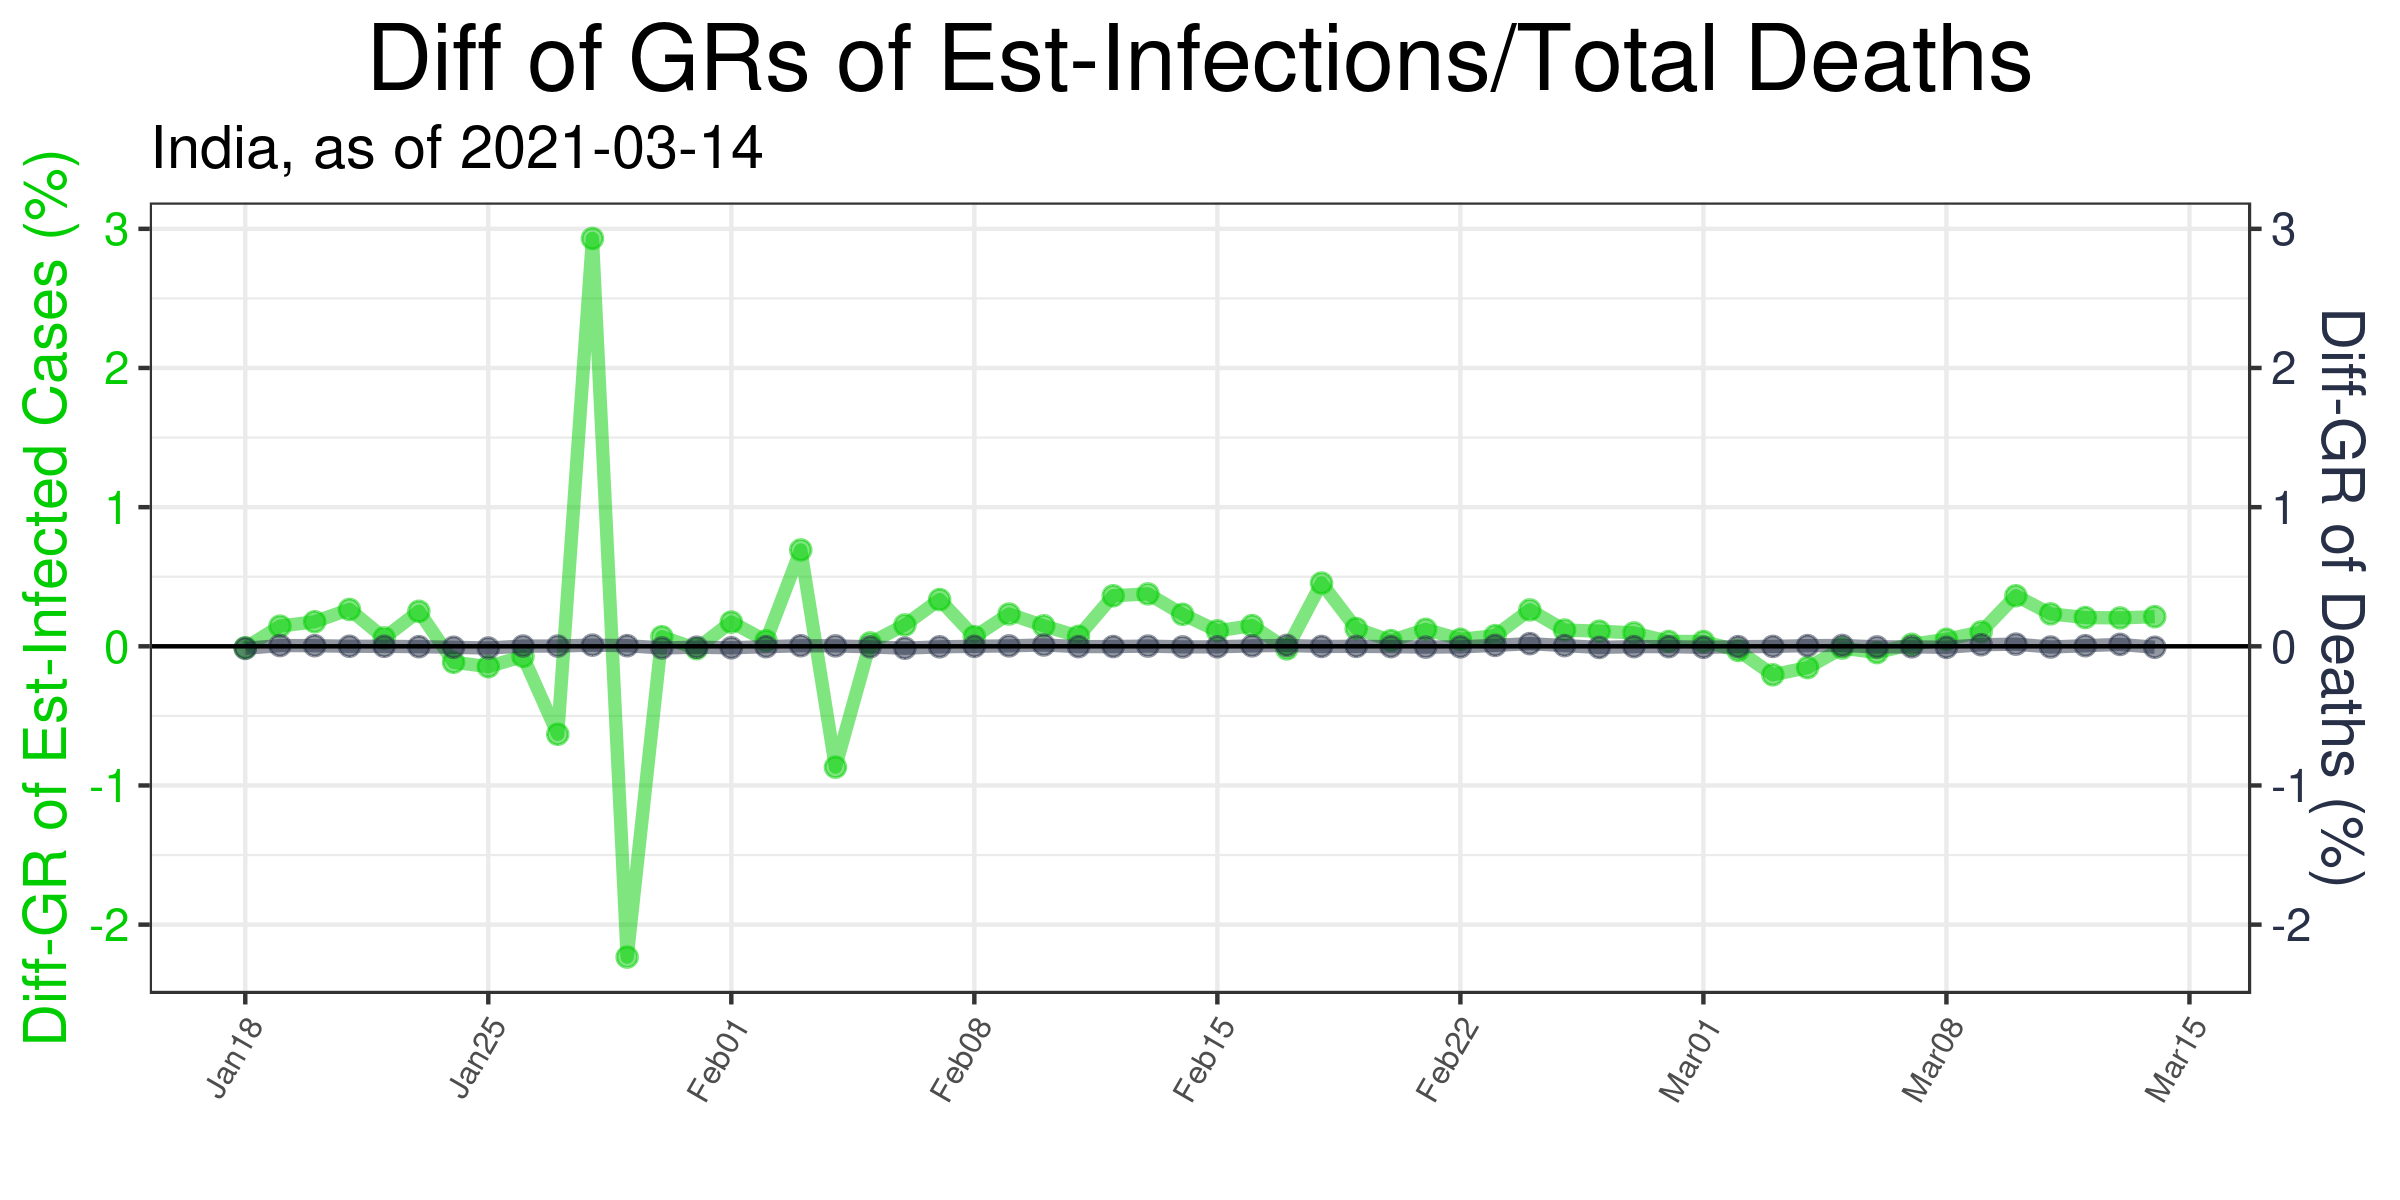 Diff of GRs of Est-Infections/Total Deaths
India, as of 2021-03-14
Diff-GR of Est-Infected Cases (%)
3
2
1
0
-1
-2
3
2
1
0
-1
-2
Diff-GR of Deaths (%)
Jan18
Jan25
Feb01
Feb08
Feb15
Feb22
Mar01
Mar08
Mar15